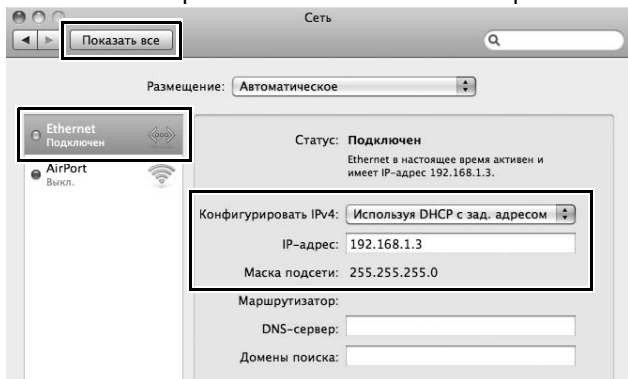 Сеть
Показать все
Размещение: Автоматическое
Ethernet
Подключен
AirPort
Выкл.
Статус: Подключен
Ethernet в настоящее время активен и
имеет IP-адрес 192.168.1.3.
Конфигурировать IPv4: Используя DHCP с зад. адресом
IP-адрес: 192.168.1.3
Маска подсети: 255.255.255.0
Маршрутизатор:
DNS-сервер:
Домены поиска: